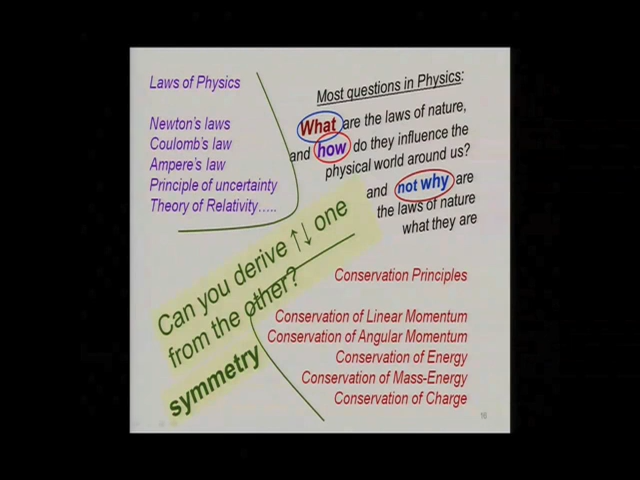 Laws of Physics
Newton's laws
Coulomb's law
Ampere's law
Principle of uncertainty
Theory of Relativity.....
Most questions in Physics:
What are the laws of nature,
and how do they influence the
physical world around us?
and not why are
the laws of nature
what they are
Can you derive ↑↓ one
from the other?
symmetry
Conservation Principles
Conservation of Linear Momentum
Conservation of Angular Momentum
Conservation of Energy
Conservation of Mass-Energy
Conservation of Charge
16